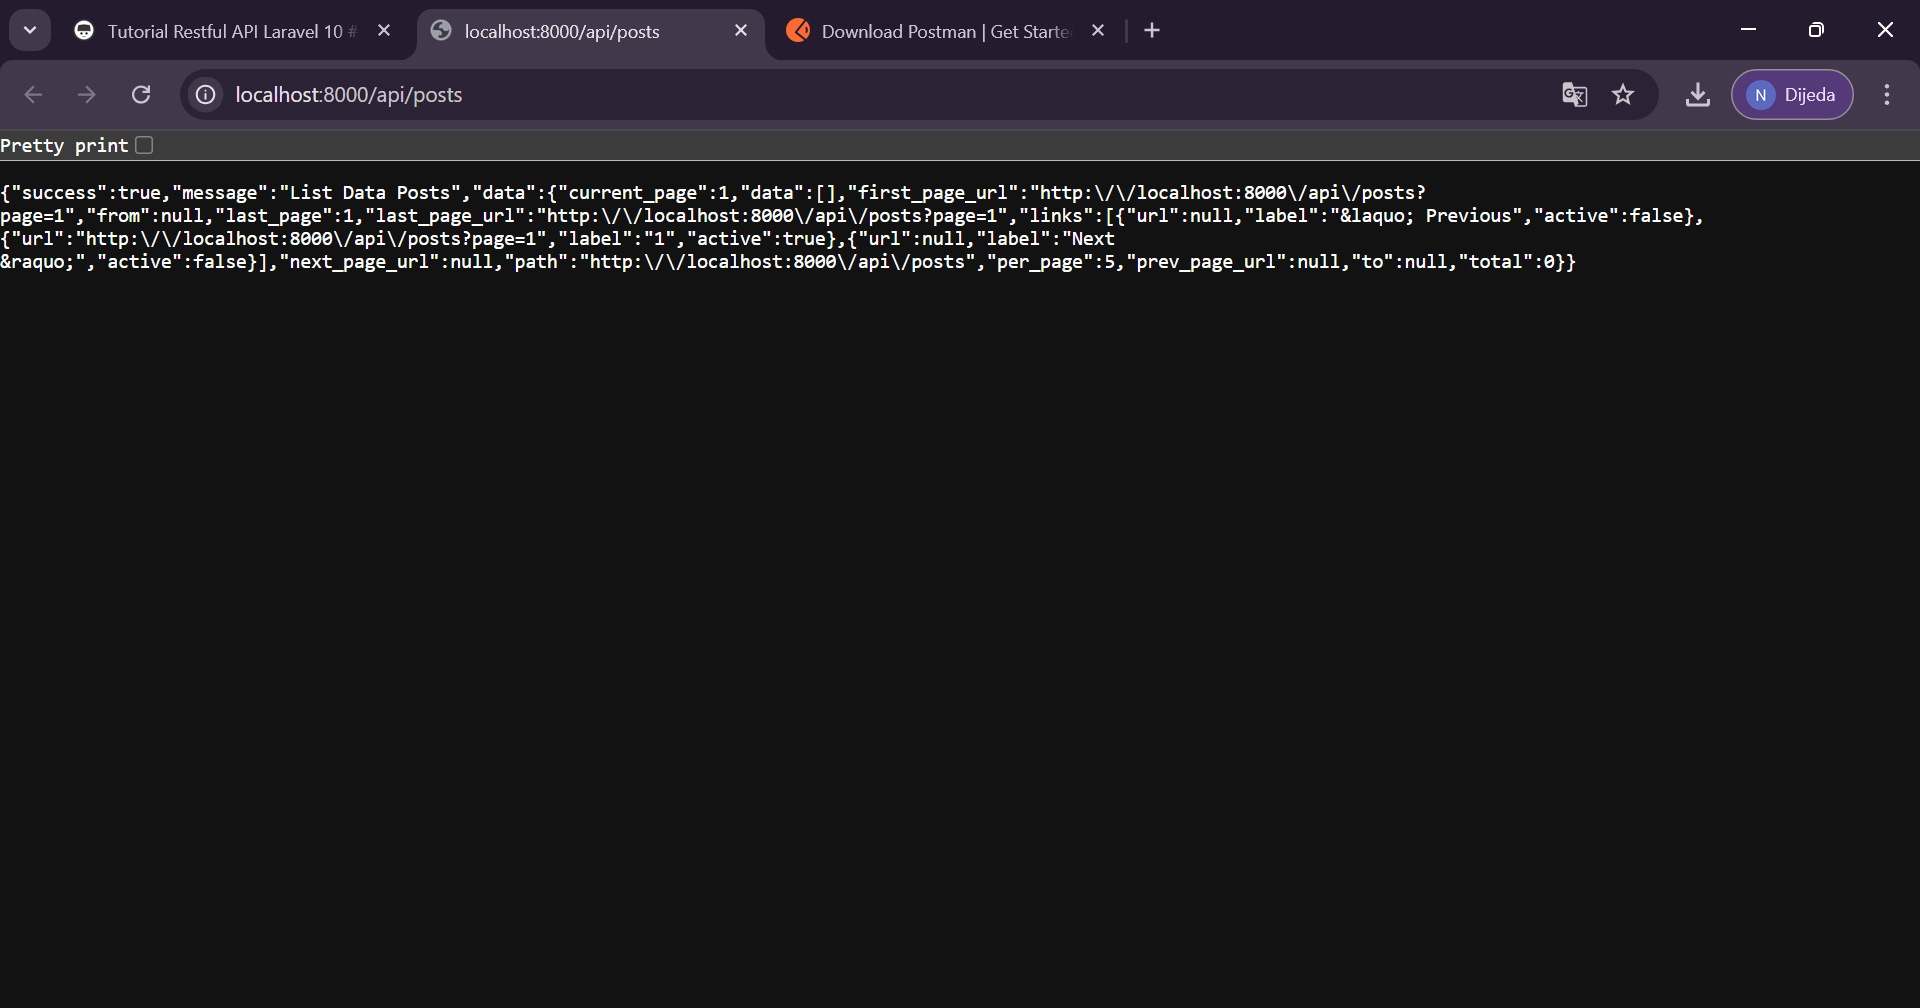 Tutorial Restful API Laravel 10 #
localhost:8000/api/posts
Download Postman | Get Starte
localhost:8000/api/posts
N
Dijeda
Pretty print
{"success":true,"message":"List Data Posts","data":{"current_page":1,"data":[],"first_page_url":"http:\/\/localhost:8000\/api\/posts?
page=1","from":null,"last_page":1,"last_page_url":"http:\/\/localhost:8000\/api\/posts?page=1","links":[{"url":null,"label":"&laquo; Previous","active":false},
{"url":"http:\/\/localhost:8000\/api\/posts?page=1","label":"1","active":true},{"url":null,"label":"Next
&raquo;","active":false}],"next_page_url":null,"path":"http:\/\/localhost:8000\/api\/posts","per_page":5,"prev_page_url":null,"to":null,"total":0}}